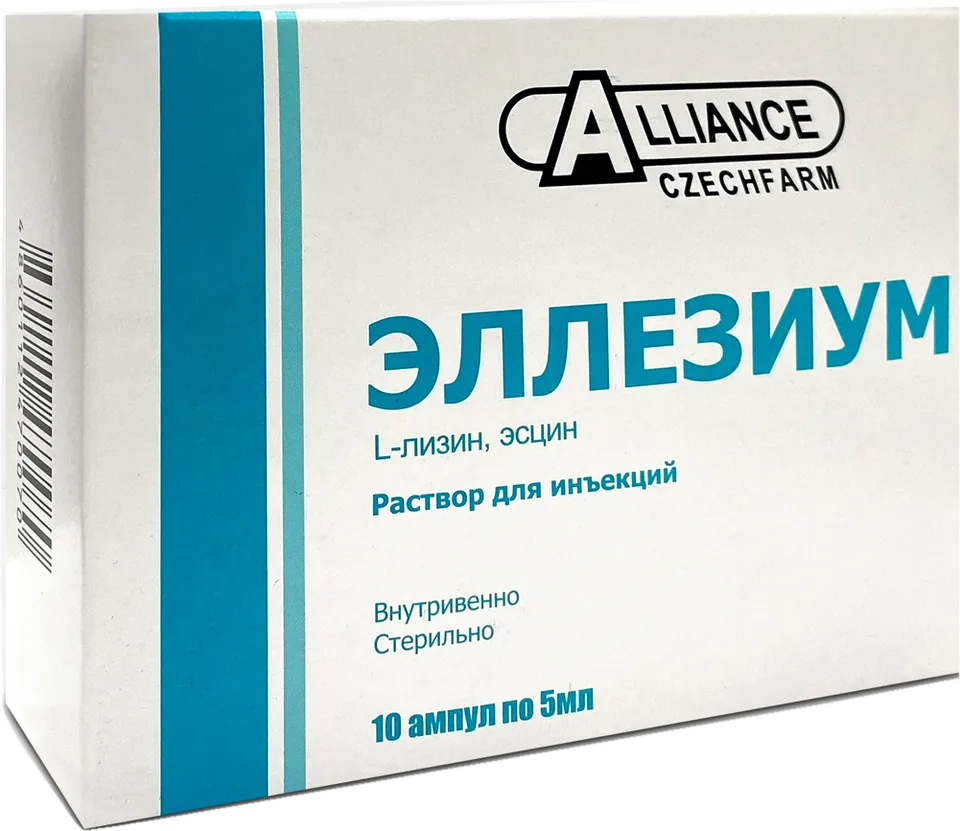 ALLIANCE
CZECHFARM
ЭЛЛЕЗИУМ
L-лизин, эсцин
Раствор для инъекций
Внутривенно
Стерильно
10 ампул по 5мл